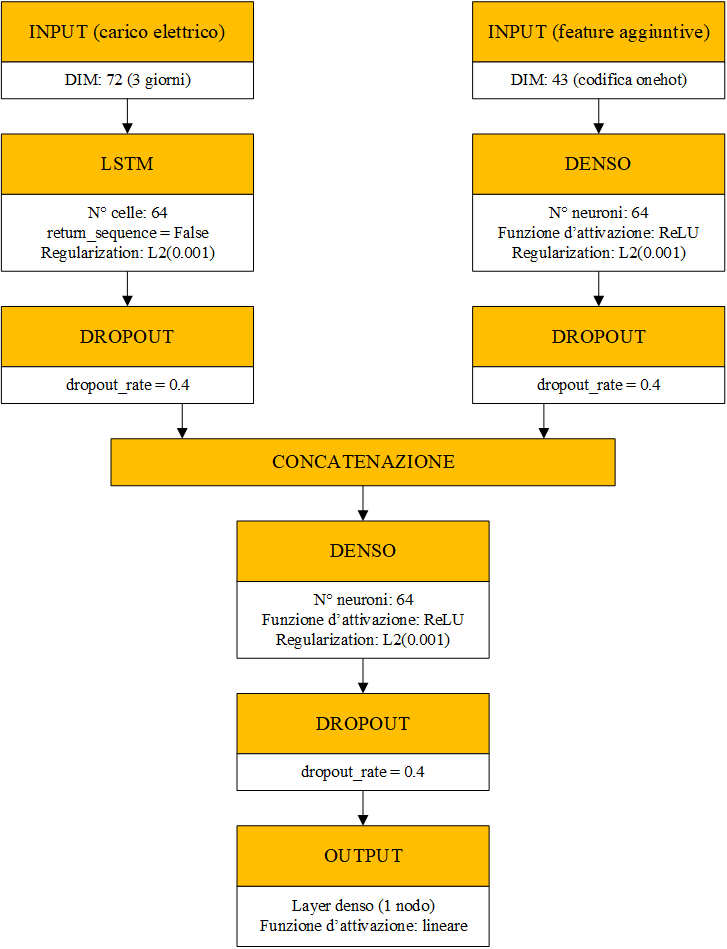 INPUT (carico elettrico)
DIM: 72 (3 giorni)
INPUT (feature aggiuntive)
DIM: 43 (codifica onehot)
LSTM
N° celle: 64
return_sequence = False
Regularization: L2(0.001)
DENSO
N° neuroni: 64
Funzione d’attivazione: ReLU
Regularization: L2(0.001)
DROPOUT
dropout_rate = 0.4
DROPOUT
dropout_rate = 0.4
CONCATENAZIONE
DENSO
N° neuroni: 64
Funzione d’attivazione: ReLU
Regularization: L2(0.001)
DROPOUT
dropout_rate = 0.4
OUTPUT
Layer denso (1 nodo)
Funzione d’attivazione: lineare